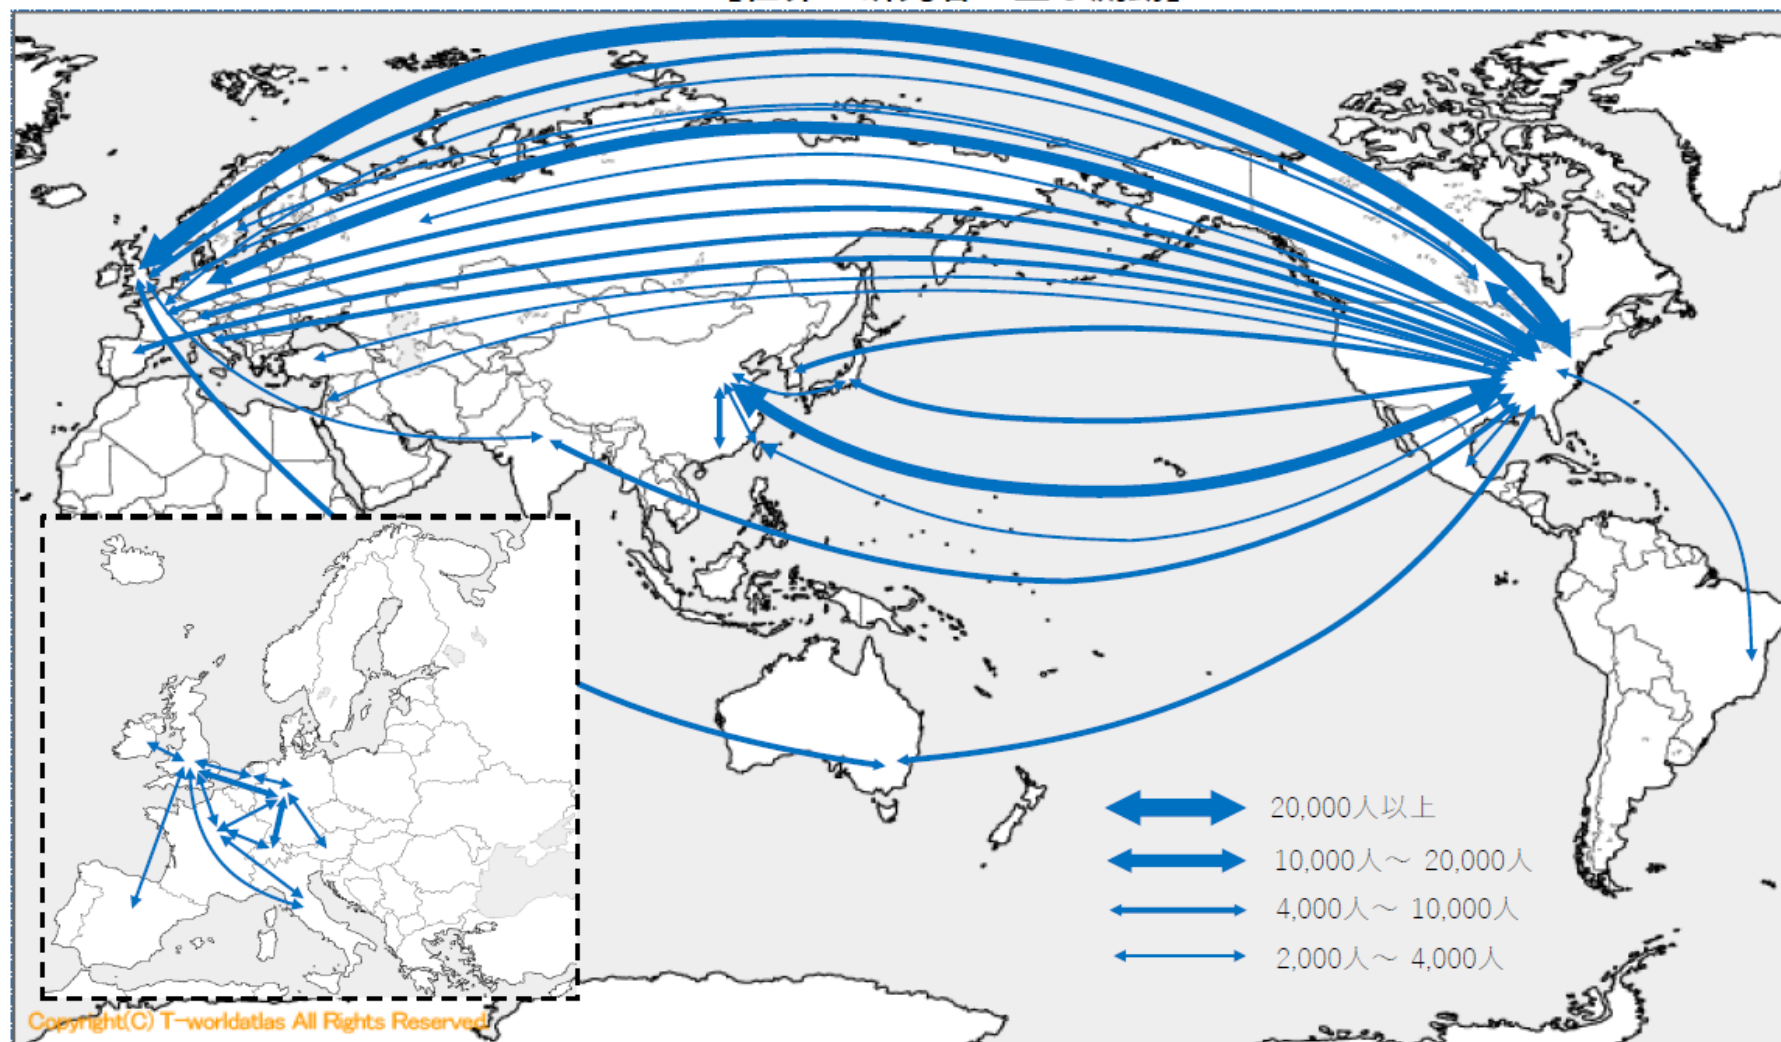 20,000人以上
10,000人～ 20,000人
4,000人～ 10,000人
2,000人～ 4,000人
Copyright(C) T-worldatlas All Rights Reserved